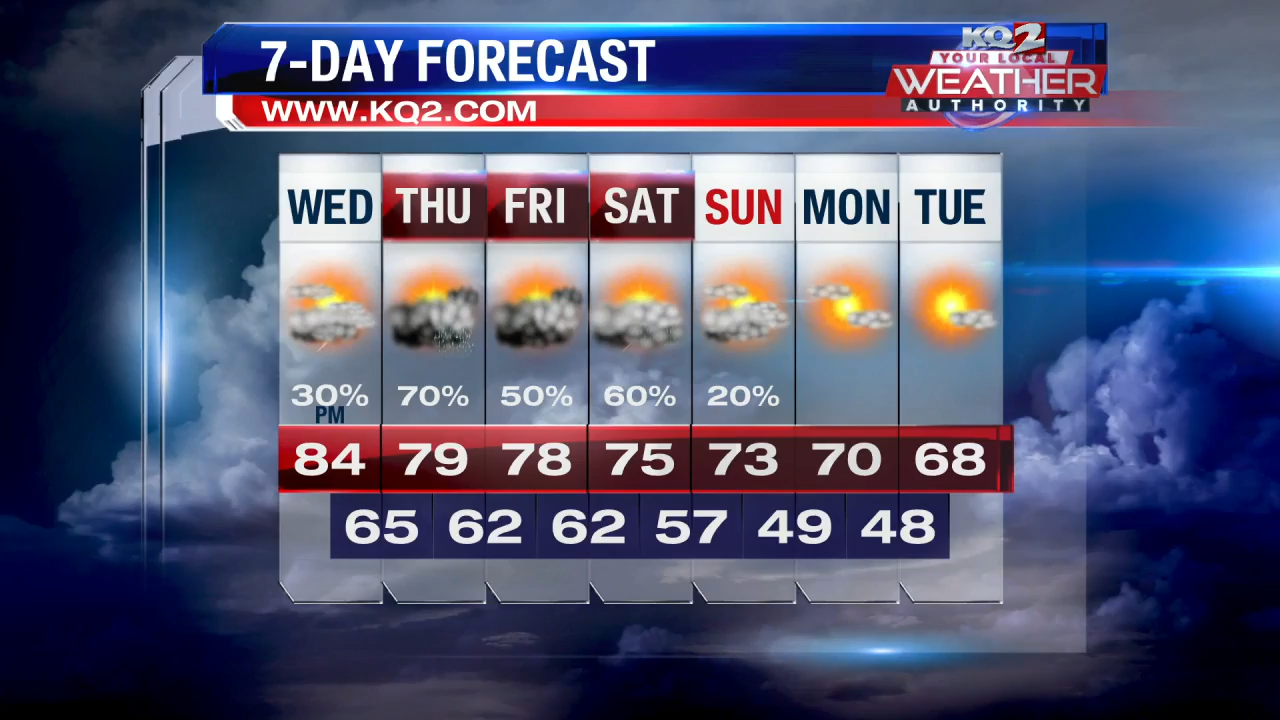 7-DAY FORECAST
WWW.KQ2.COM
KQ2
YOUR LOCAL
WEATHER
AUTHORITY
WED THU FRI SAT SUN MON TUE
30% 70% 50% 60% 20%
PM
84 79 78 75 73 70 68
65 62 62 57 49 48